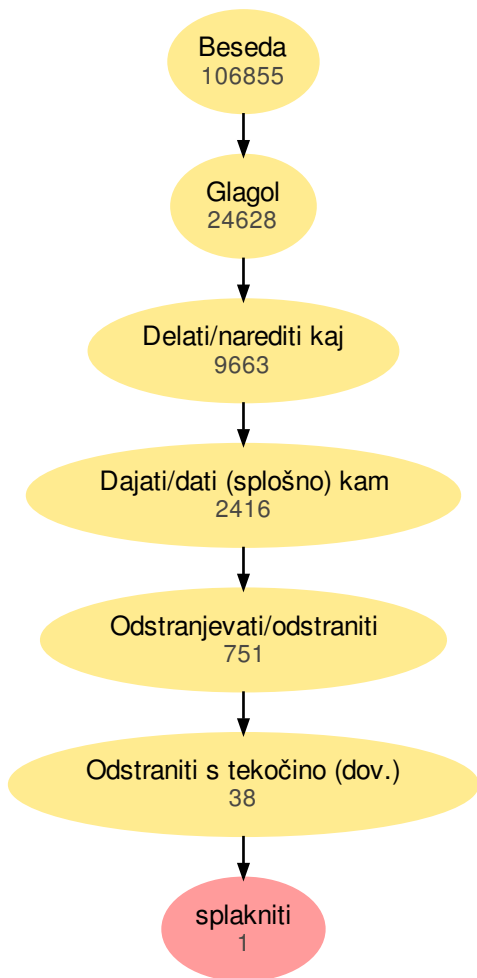 Beseda
106855
Glagol
24628
Delati/narediti kaj
9663
Dajati/dati (splošno) kam
2416
Odstranjevati/odstraniti
751
Odstraniti s tekočino (dov.)
38
splakniti
1